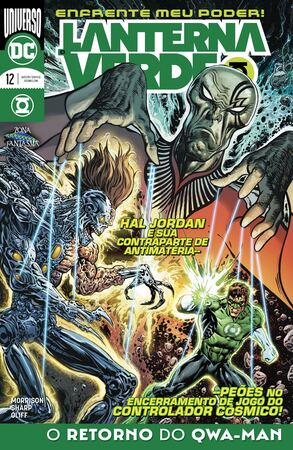 ENFRENTE MEU PODER!
UNIVERSO
DC
LANTERNA
VERDE
12
ZONA
FANTASMA
HAL JORDAN
E SUA
CONTRAPARTE DE
ANTIMATÉRIA--
--PEÕES NO
ENCERRAMENTO DE JOGO DO
CONTROLADOR CÓSMICO!
MORRISON
SHARP
OLIFF
O RETORNO DO QWA-MAN